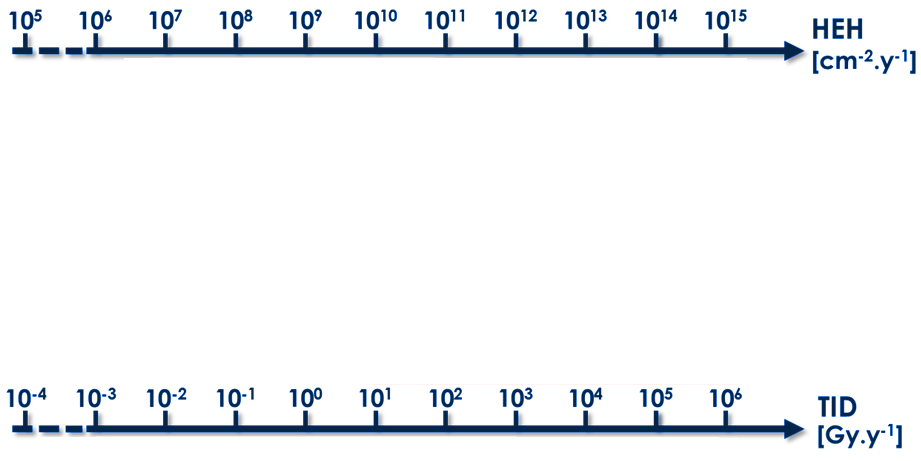 10⁵ 10⁶ 10⁷ 10⁸ 10⁹ 10¹⁰ 10¹¹ 10¹² 10¹³ 10¹⁴ 10¹⁵
HEH
[cm⁻².y⁻¹]
10⁻⁴ 10⁻³ 10⁻² 10⁻¹ 10⁰ 10¹ 10² 10³ 10⁴ 10⁵ 10⁶
TID
[Gy.y⁻¹]